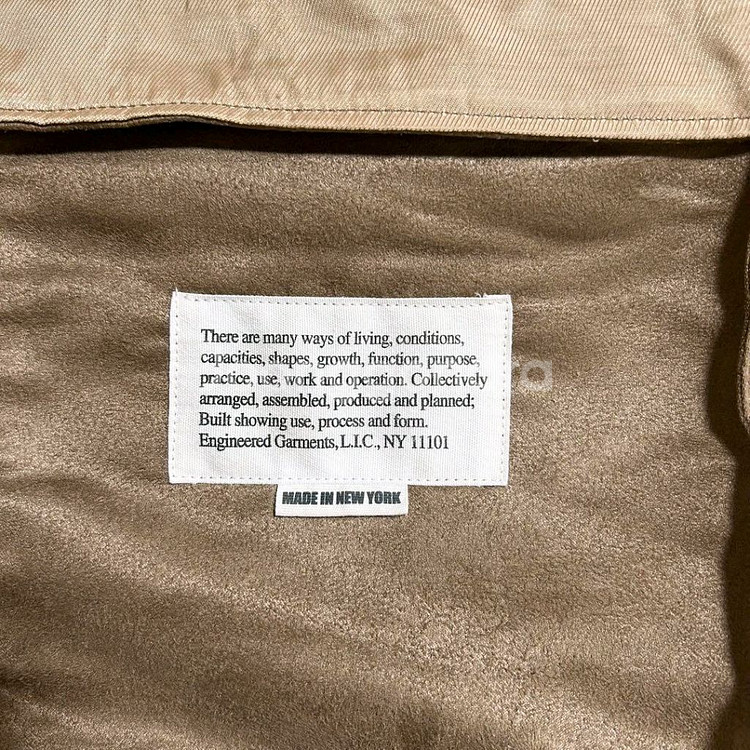 There are many ways of living, conditions,
capacities, shapes, growth, function, purpose,
practice, use, work and operation. Collectively
arranged, assembled, produced and planned;
Built showing use, process and form.
Engineered Garments, L.I.C., NY 11101
MADE IN NEW YORK